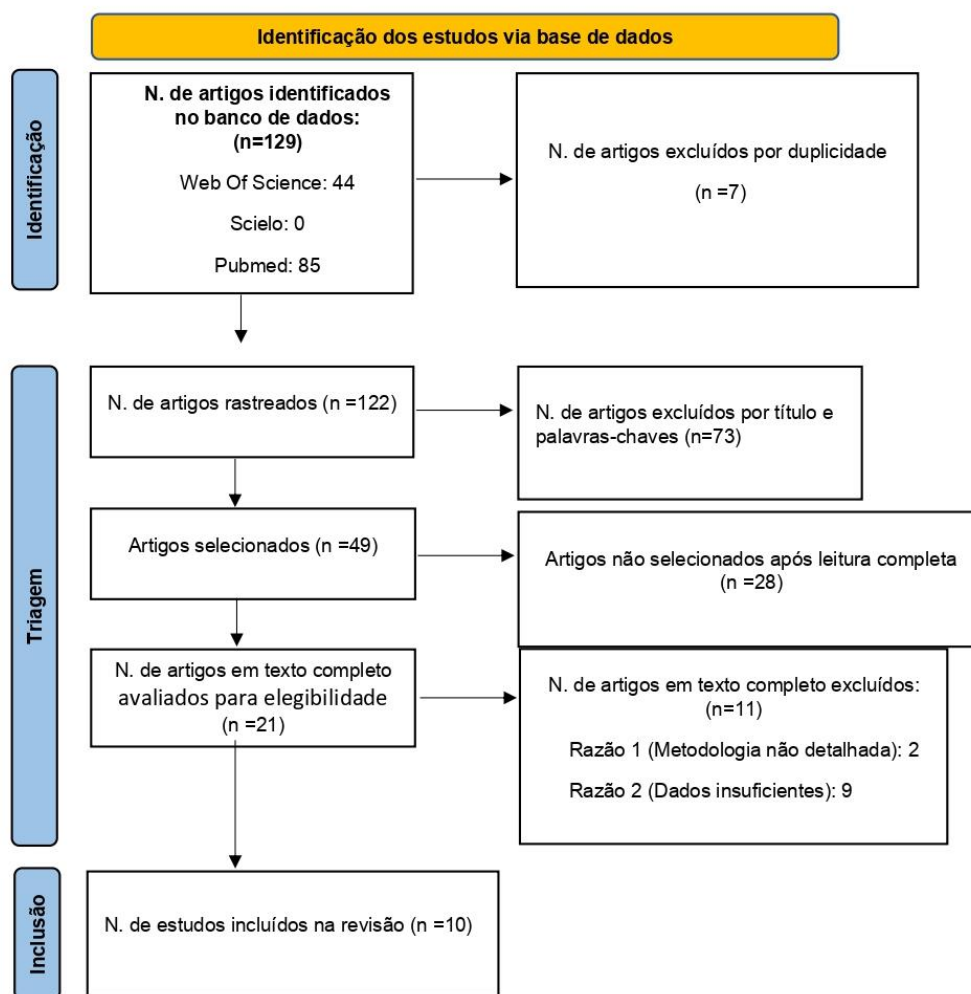 Identificação dos estudos via base de dados
Identificação
N. de artigos identificados
no banco de dados:
(n=129)
Web Of Science: 44
Scielo: 0
Pubmed: 85
N. de artigos excluídos por duplicidade
(n =7)
Triagem
N. de artigos rastreados (n =122)
N. de artigos excluídos por título e
palavras-chaves (n=73)
Artigos selecionados (n =49)
Artigos não selecionados após leitura completa
(n =28)
N. de artigos em texto completo
avaliados para elegibilidade
(n =21)
N. de artigos em texto completo excluídos:
(n=11)
Razão 1 (Metodologia não detalhada): 2
Razão 2 (Dados insuficientes): 9
Inclusão
N. de estudos incluídos na revisão (n =10)